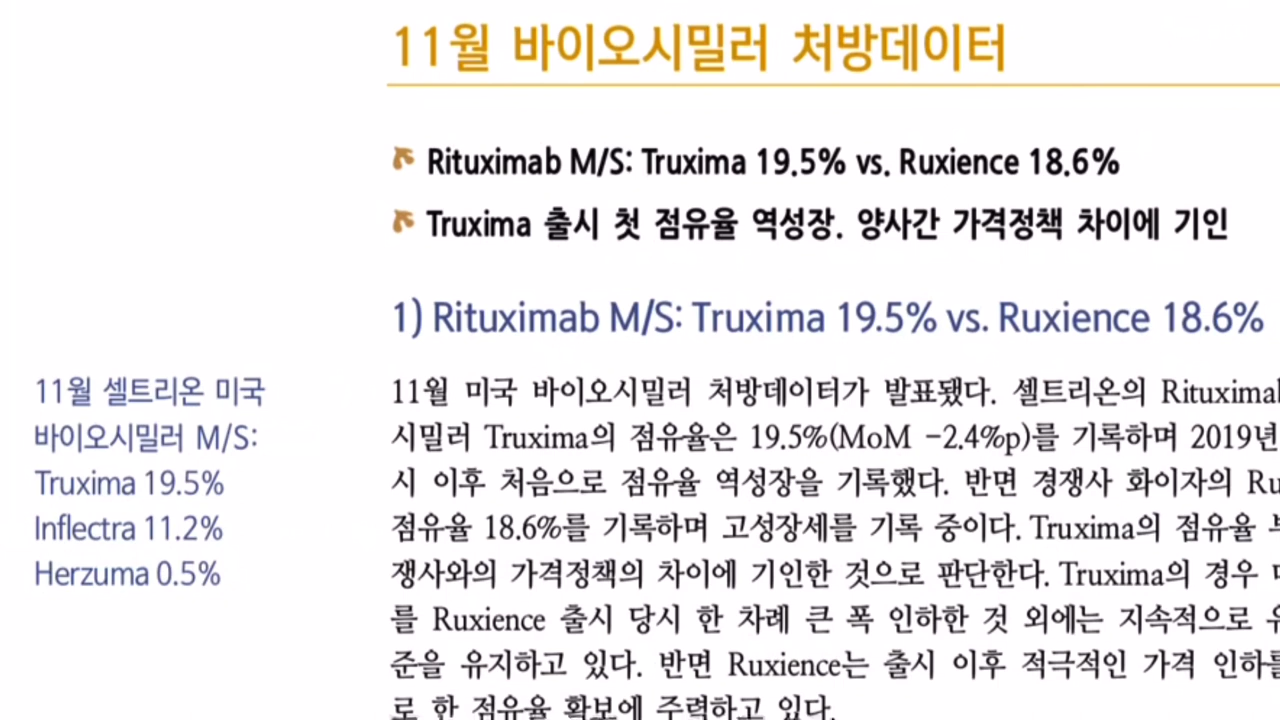 11월 바이오시밀러 처방데이터
Rituximab M/S: Truxima 19.5% vs. Ruxience 18.6%
Truxima 출시 첫 점유율 역성장. 양사간 가격정책 차이에 기인
1) Rituximab M/S: Truxima 19.5% vs. Ruxience 18.6%
11월 셀트리온 미국
바이오시밀러 M/S:
Truxima 19.5%
Inflectra 11.2%
Herzuma 0.5%
11월 미국 바이오시밀러 처방데이터가 발표됐다. 셀트리온의
시밀러 Truxima의 점유율은 19.5%(MoM -2.4%p)를 기록하며 2019년
시 이후 처음으로 점유율 역성장을 기록했다. 반면 경쟁사 화이자의
점유율 18.6%를 기록하며 고성장세를 기록 중이다. Truxima의 점유율
쟁사와의 가격정책의 차이에 기인한 것으로 판단한다. Truxima의 경우
를 Ruxience 출시 당시 한 차례 큰 폭 인하한 것 외에는 지속적으로
준을 유지하고 있다. 반면 Ruxience는 출시 이후 적극적인 가격 인하를
로 한 점유율 확보에 주력하고 있다.